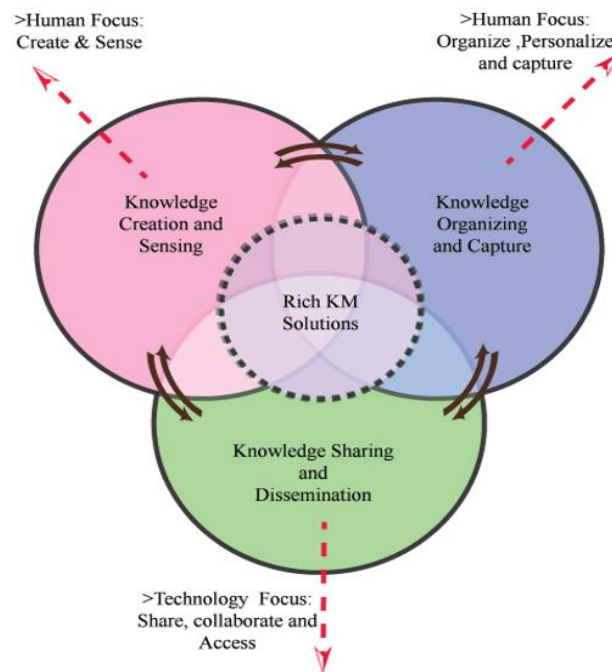 >Human Focus:
Create & Sense
>Human Focus:
Organize ,Personalize
and capture
Knowledge
Creation and
Sensing
Knowledge
Organizing
and Capture
Rich KM
Solutions
Knowledge Sharing
and
Dissemination
>Technology Focus:
Share, collaborate and
Access